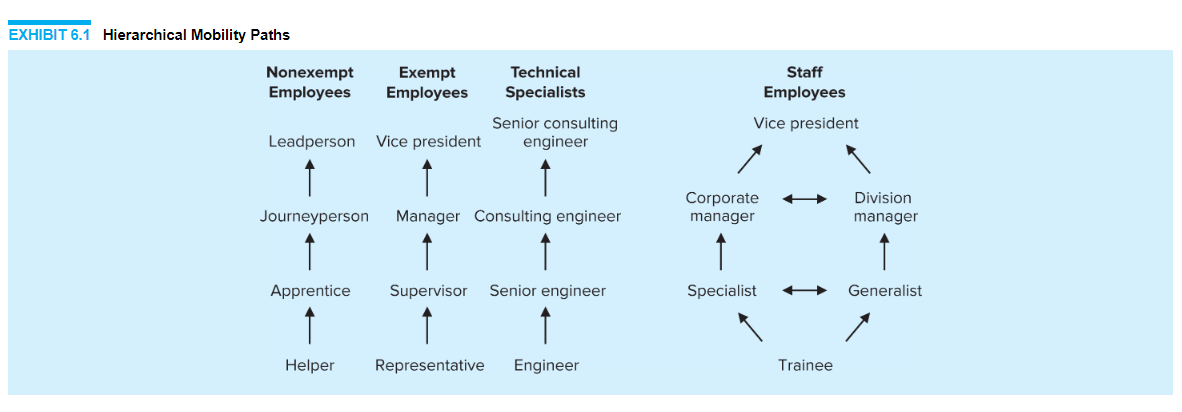 EXHIBIT 6.1 Hierarchical Mobility Paths
Nonexempt
Employees
Exempt
Employees
Technical
Specialists
Staff
Employees
Leadperson
Vice president
Senior consulting
engineer
Vice president
Journeyperson
Manager
Consulting engineer
Corporate
manager
Division
manager
Apprentice
Supervisor
Senior engineer
Specialist
Generalist
Helper
Representative
Engineer
Trainee